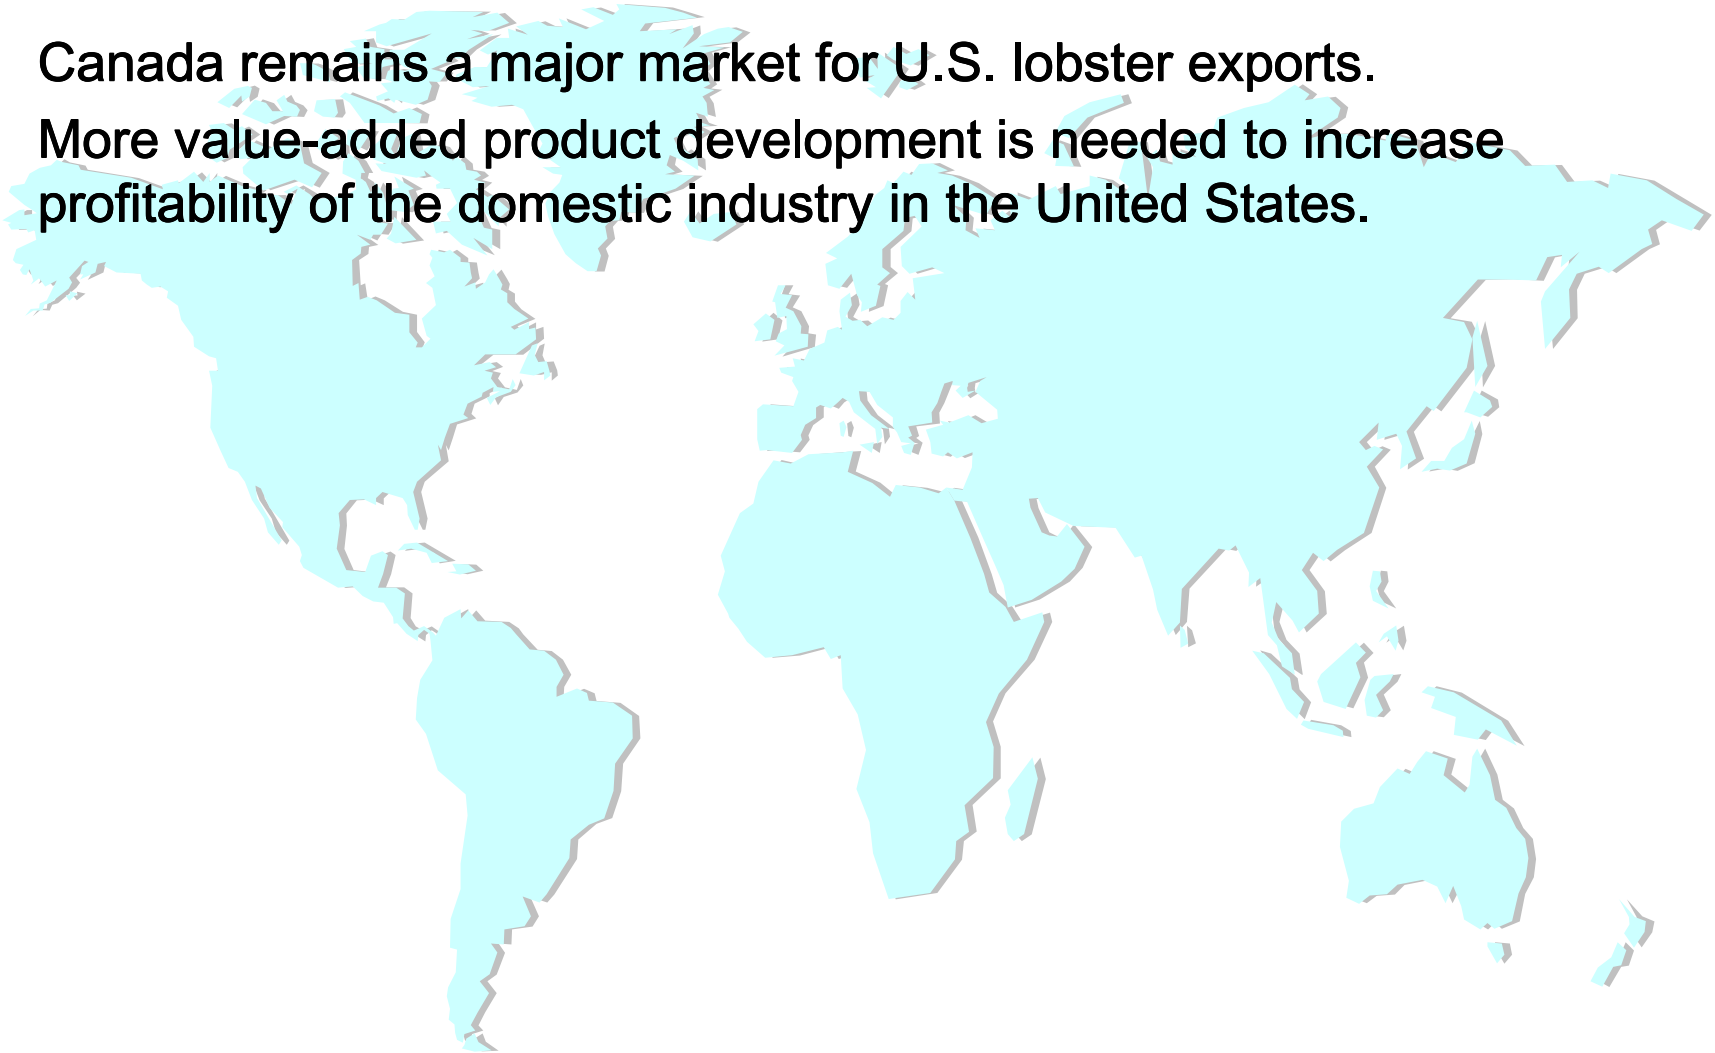 Canada remains a major market for U.S. lobster exports.
More value-added product development is needed to increase
profitability of the domestic industry in the United States.